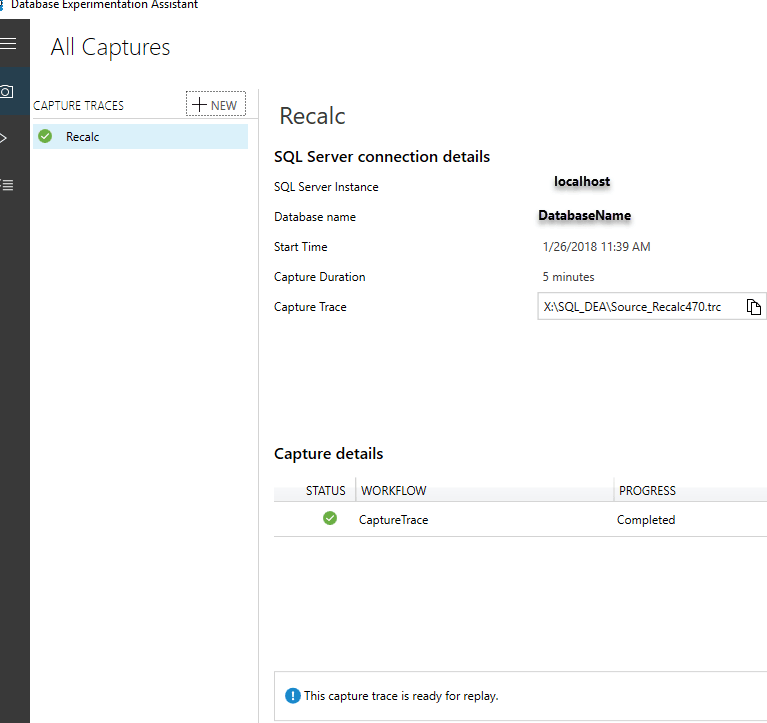 Database Experimentation Assistant
All Captures
CAPTURE TRACES
NEW
Recalc
Recalc
SQL Server connection details
SQL Server Instance localhost
Database name DatabaseName
Start Time 1/26/2018 11:39 AM
Capture Duration 5 minutes
Capture Trace X:\SQL_DEA\Source_Recalc470.trc
Capture details
STATUS WORKFLOW PROGRESS
CaptureTrace Completed
This capture trace is ready for replay.